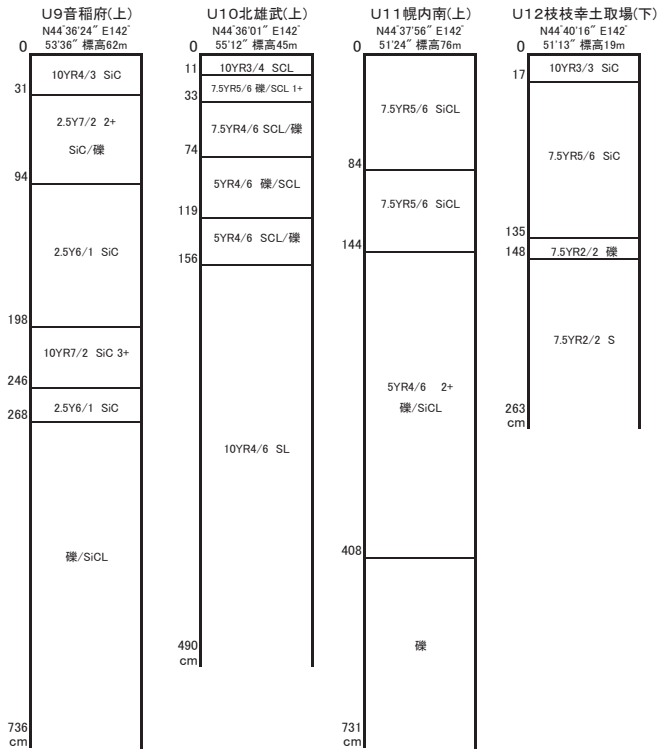 U9音稲府(上)
N44°36'24" E142°
53'36" 標高62m
0
10YR4/3 SiC
31
2.5Y7/2 2+
SiC/礫
94
2.5Y6/1 SiC
198
10YR7/2 SiC 3+
246
2.5Y6/1 SiC
268
礫/SiCL
736
cm
U10北雄武(上)
N44°36'01" E142°
55'12" 標高45m
0
10YR3/4 SCL
11
7.5YR5/6 礫/SCL 1+
33
7.5YR4/6 SCL/礫
74
5YR4/6 礫/SCL
119
5YR4/6 SCL/礫
156
10YR4/6 SL
490
cm
U11幌内南(上)
N44°37'56" E142°
51'24" 標高76m
0
7.5YR5/6 SiCL
84
7.5YR5/6 SiCL
144
5YR4/6 2+
礫/SiCL
408
礫
731
cm
U12枝枝幸土取場(下)
N44°40'16" E142°
51'13" 標高19m
0
10YR3/3 SiC
17
7.5YR5/6 SiC
135
7.5YR2/2 礫
148
7.5YR2/2 S
263
cm